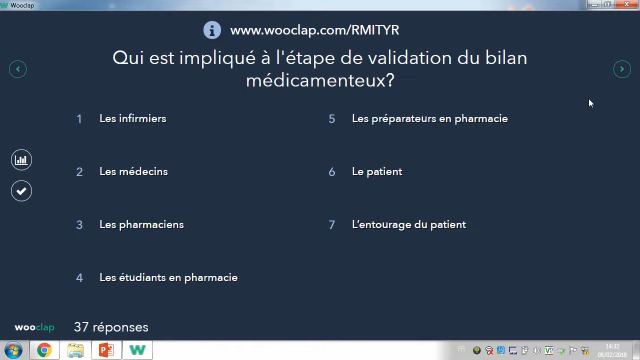 Wooclap
www.wooclap.com/RMITYR
Qui est impliqué à l'étape de validation du bilan
médicamenteux?
1 Les infirmiers
2 Les médecins
3 Les pharmaciens
4 Les étudiants en pharmacie
5 Les préparateurs en pharmacie
6 Le patient
7 L'entourage du patient
wooclap 37 réponses
FR